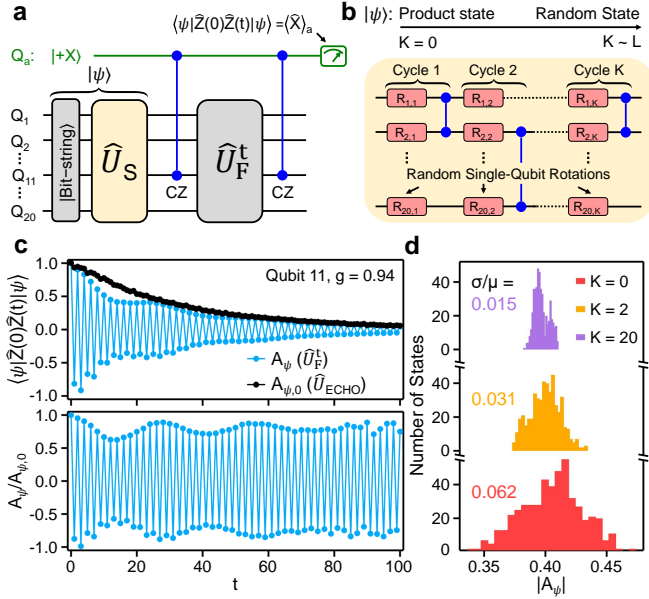 a
⟨ψ|Ẑ(0)Ẑ(t)|ψ⟩ =⟨X̂⟩a
Qa: |+X⟩
|ψ⟩
Q1
Q2
Q11
Q20
|Bit−string⟩
ÛS
ÛF^t
CZ
CZ
b
|ψ⟩: Product state Random State
K = 0 K ~ L
Cycle 1 Cycle 2 Cycle K
R1,1 R1,2 R1,K
R2,1 R2,2 R2,K
Random Single-Qubit Rotations
R20,1 R20,2 R20,K
c
⟨ψ|Ẑ(0)Ẑ(t)|ψ⟩
1.0
0.5
0.0
-0.5
-1.0
Qubit 11, g = 0.94
Aψ (ÛF^t)
Aψ,0 (ÛECHO)
Aψ/Aψ,0
1.0
0.5
0.0
-0.5
-1.0
0 20 40 60 80 100
t
d
Number of States
σ/μ =
0.015
0.031
0.062
K = 0
K = 2
K = 20
40
20
0
40
20
0
40
20
0
0.35 0.40 0.45
|Aψ|